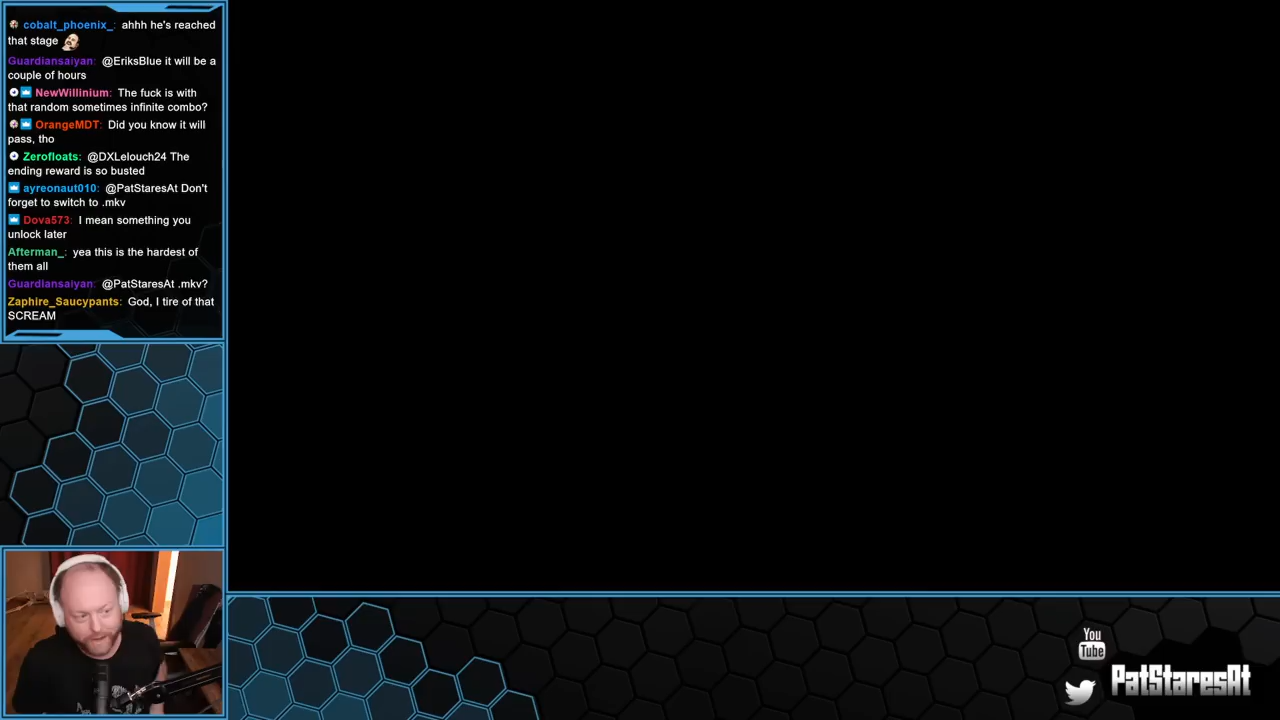 cobalt_phoenix_: ahhh he's reached
that stage
Guardiansaiyan: @EriksBlue it will be a
couple of hours
NewWillinium: The fuck is with
that random sometimes infinite combo?
OrangeMDT: Did you know it will
pass, tho
Zerofloats: @DXLelouch24 The
ending reward is so busted
ayreonaut010: @PatStaresAt Don't
forget to switch to .mkv
Dova573: I mean something you
unlock later
Afterman_: yea this is the hardest of
them all
Guardiansaiyan: @PatStaresAt .mkv?
Zaphire_Saucypants: God, I tire of that
SCREAM
You
Tube
PatStaresAt